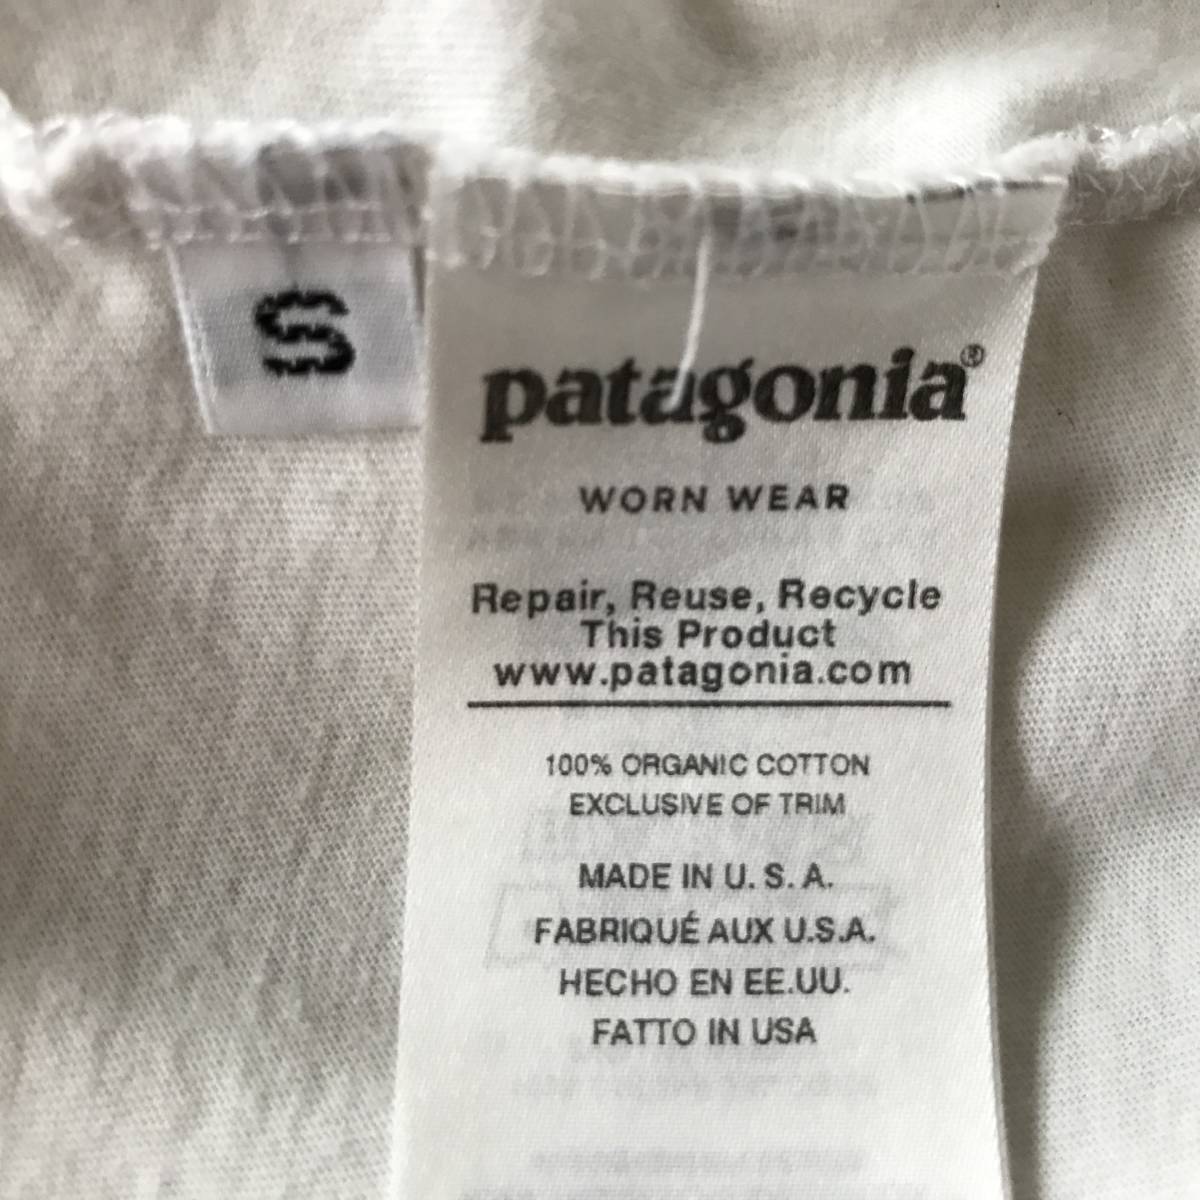 S
patagonia®
WORN WEAR
Repair, Reuse, Recycle
This Product
www.patagonia.com
100% ORGANIC COTTON
EXCLUSIVE OF TRIM
MADE IN U. S. A.
FABRIQUÉ AUX U.S.A.
HECHO EN EE.UU.
FATTO IN USA